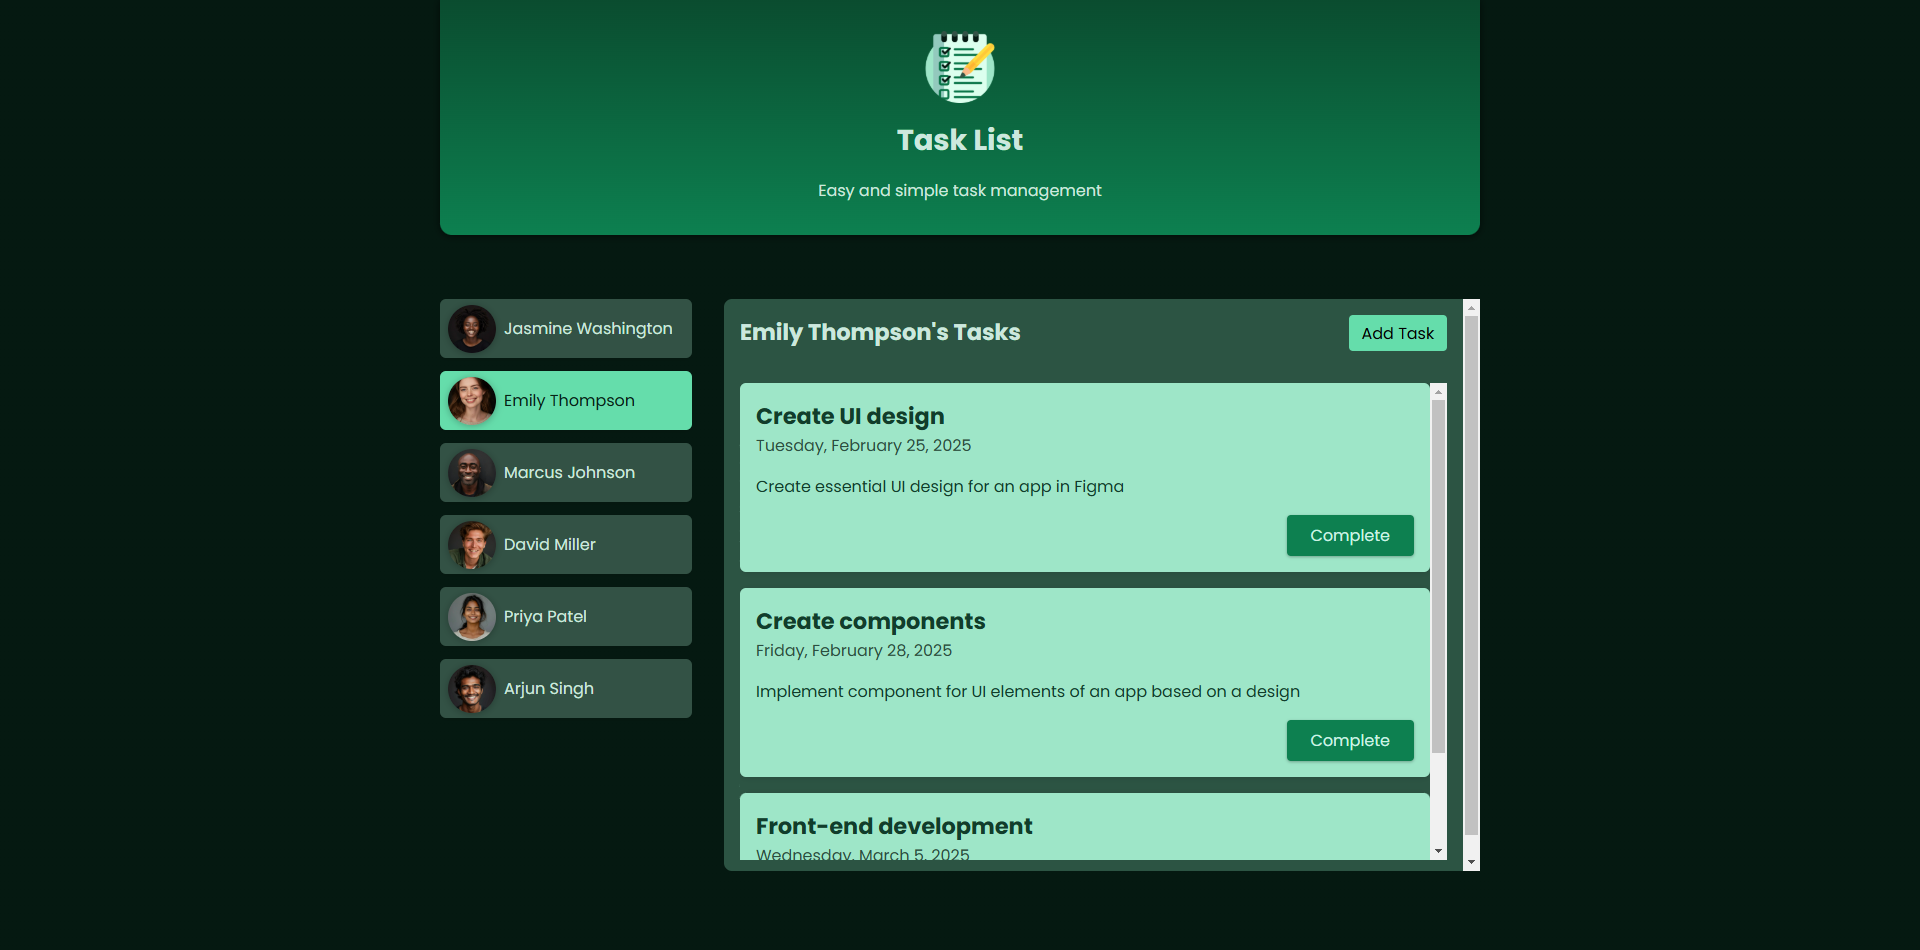 Task List
Easy and simple task management
Jasmine Washington
Emily Thompson
Marcus Johnson
David Miller
Priya Patel
Arjun Singh
Emily Thompson's Tasks
Add Task
Create UI design
Tuesday, February 25, 2025
Create essential UI design for an app in Figma
Complete
Create components
Friday, February 28, 2025
Implement component for UI elements of an app based on a design
Complete
Front-end development
Wednesday, March 5, 2025